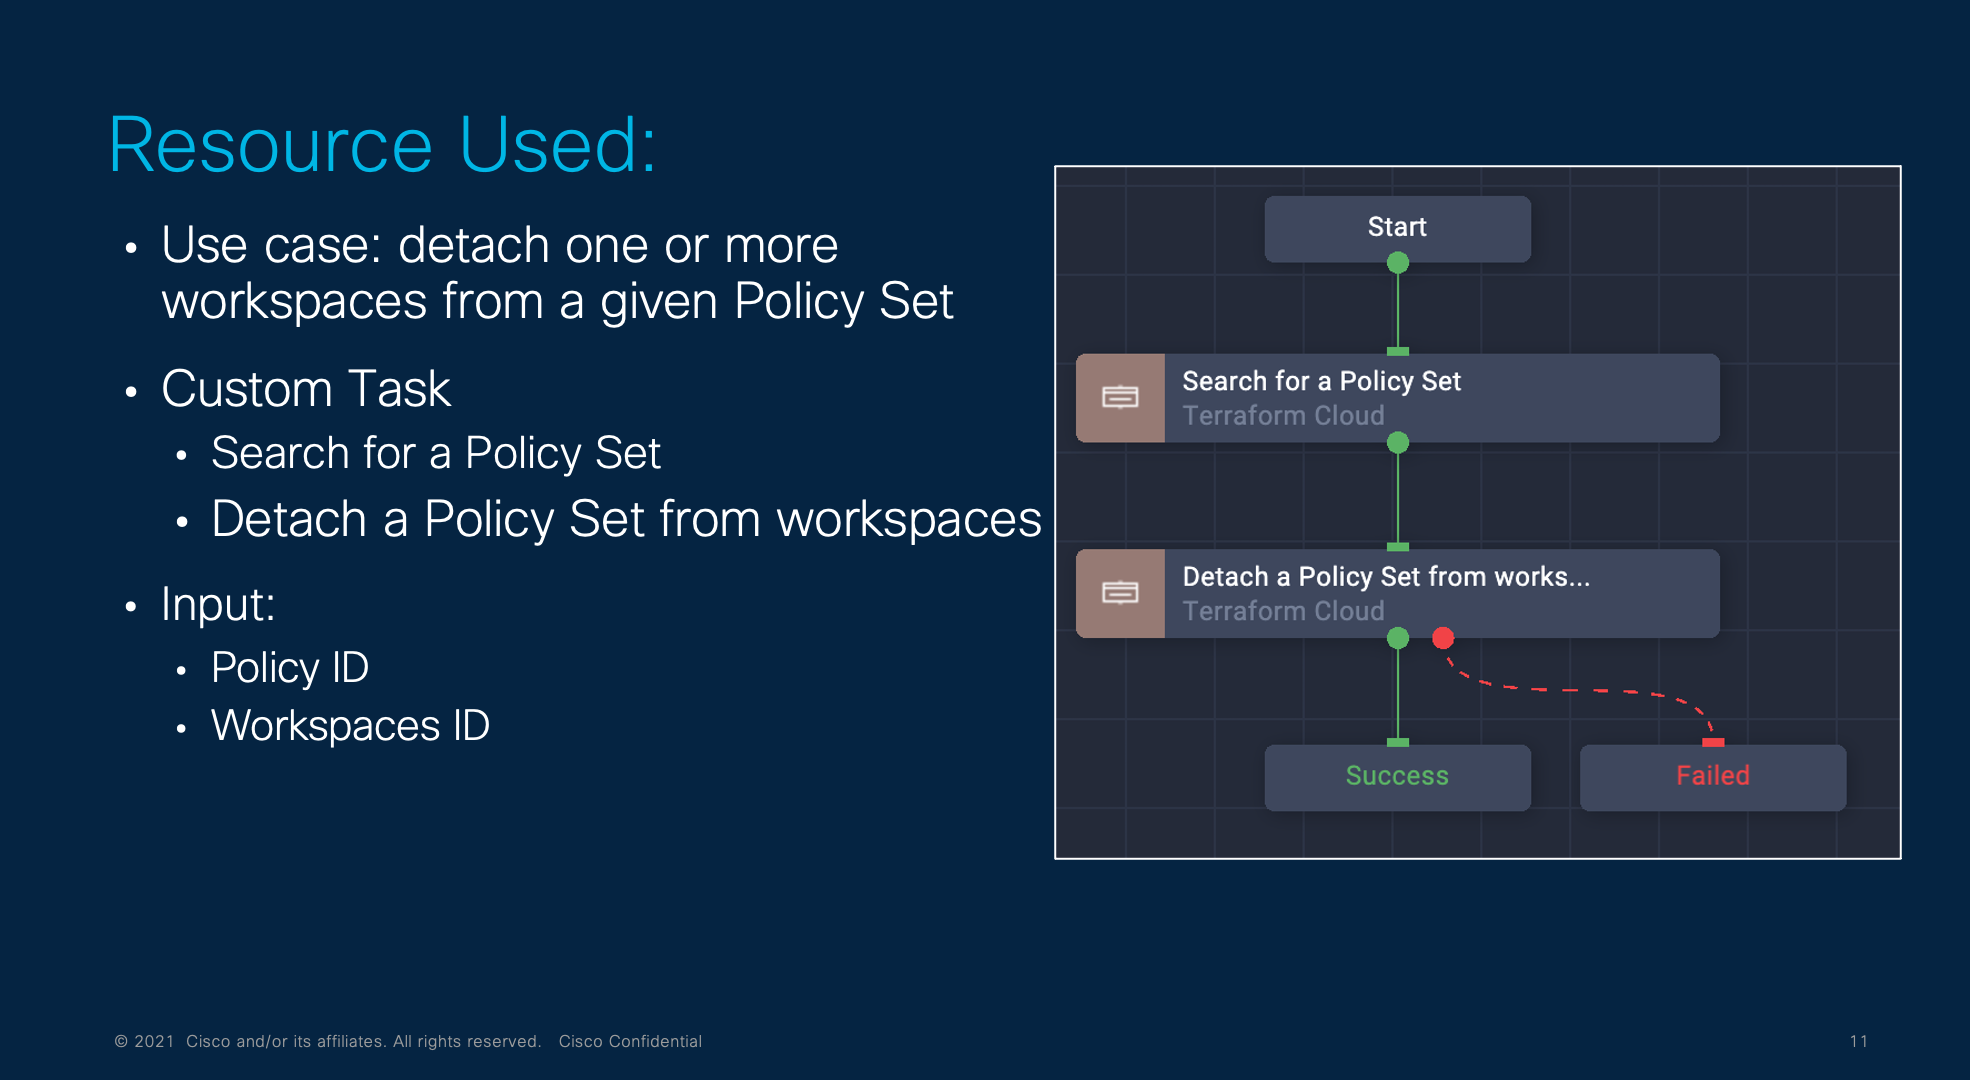 Resource Used:
• Use case: detach one or more
workspaces from a given Policy Set
• Custom Task
• Search for a Policy Set
• Detach a Policy Set from workspaces
• Input:
• Policy ID
• Workspaces ID
Start
Search for a Policy Set
Terraform Cloud
Detach a Policy Set from works...
Terraform Cloud
Success
Failed
© 2021 Cisco and/or its affiliates. All rights reserved. Cisco Confidential
11